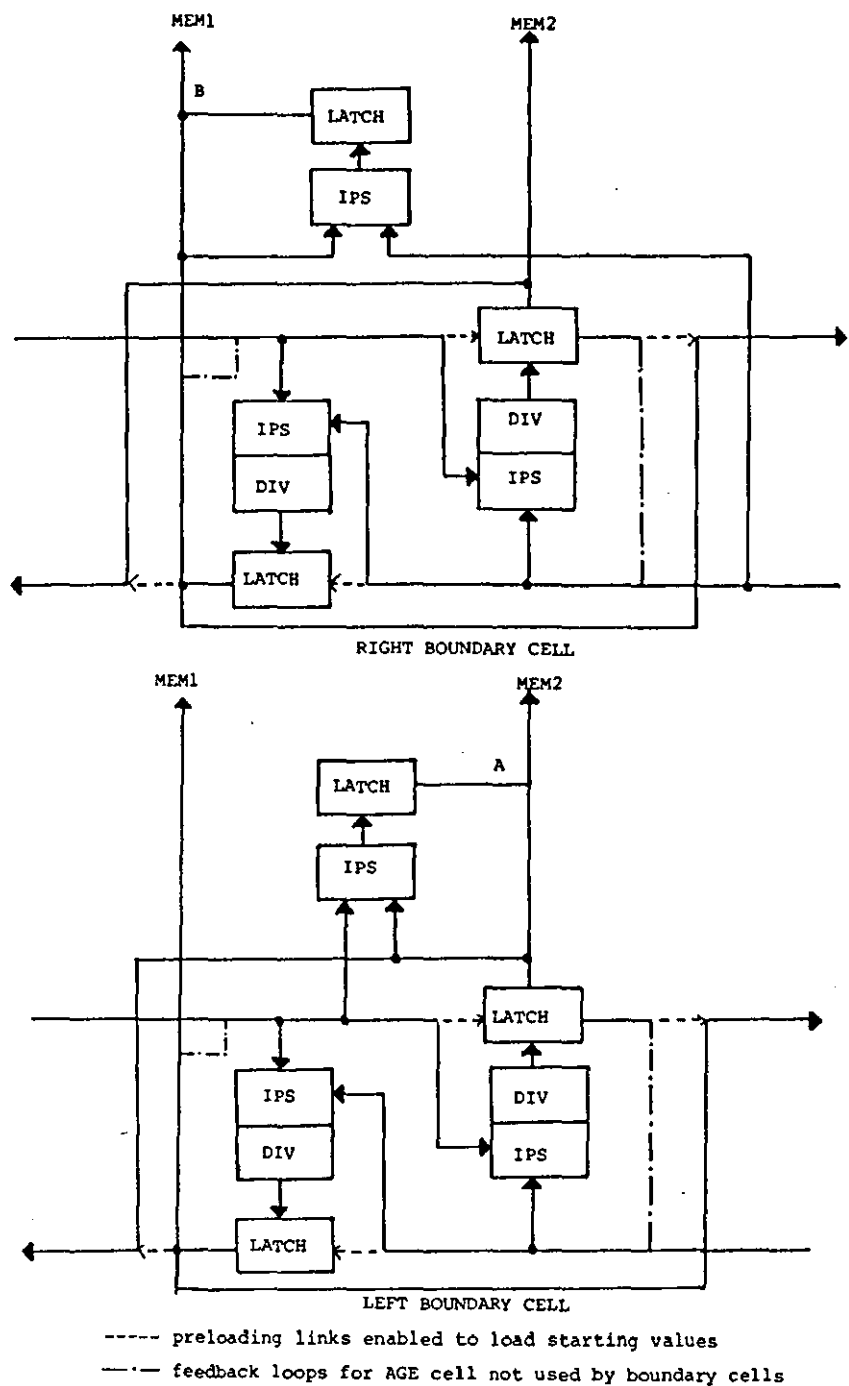 MEM1
MEM2
B
LATCH
IPS
LATCH
IPS
DIV
DIV
IPS
LATCH
RIGHT BOUNDARY CELL
MEM1
MEM2
A
LATCH
IPS
LATCH
IPS
DIV
DIV
IPS
LATCH
LEFT BOUNDARY CELL
---- preloading links enabled to load starting values
—·— feedback loops for AGE cell not used by boundary cells